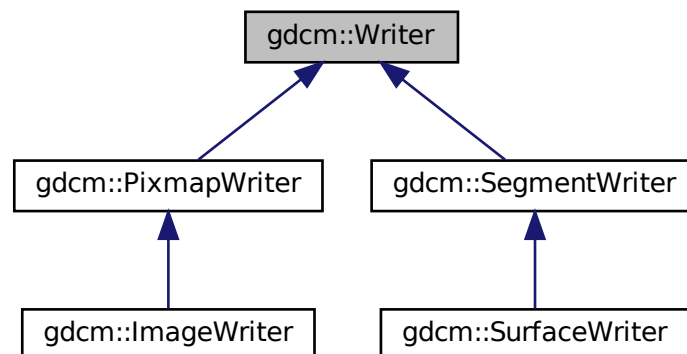 gdcm::Writer
gdcm::PixmapWriter
gdcm::SegmentWriter
gdcm::ImageWriter
gdcm::SurfaceWriter